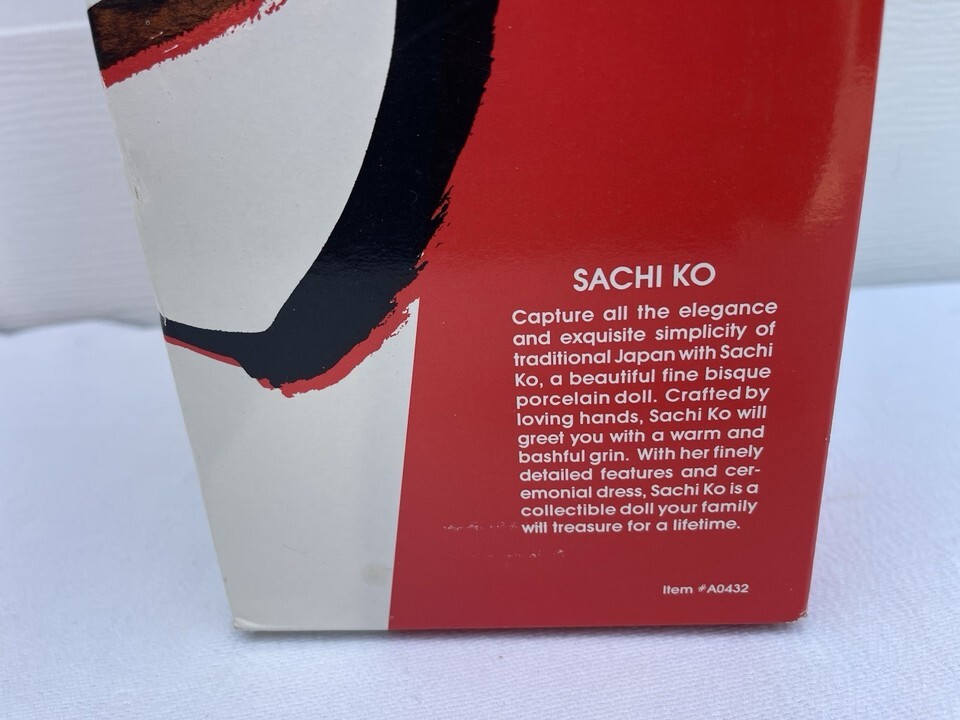 SACHI KO
Capture all the elegance
and exquisite simplicity of
traditional Japan with Sachi
Ko, a beautiful fine bisque
porcelain doll. Crafted by
loving hands, Sachi Ko will
greet you with a warm and
bashful grin. With her finely
detailed features and cer-
emonial dress, Sachi Ko is a
collectible doll your family
will treasure for a lifetime.
Item #A0432